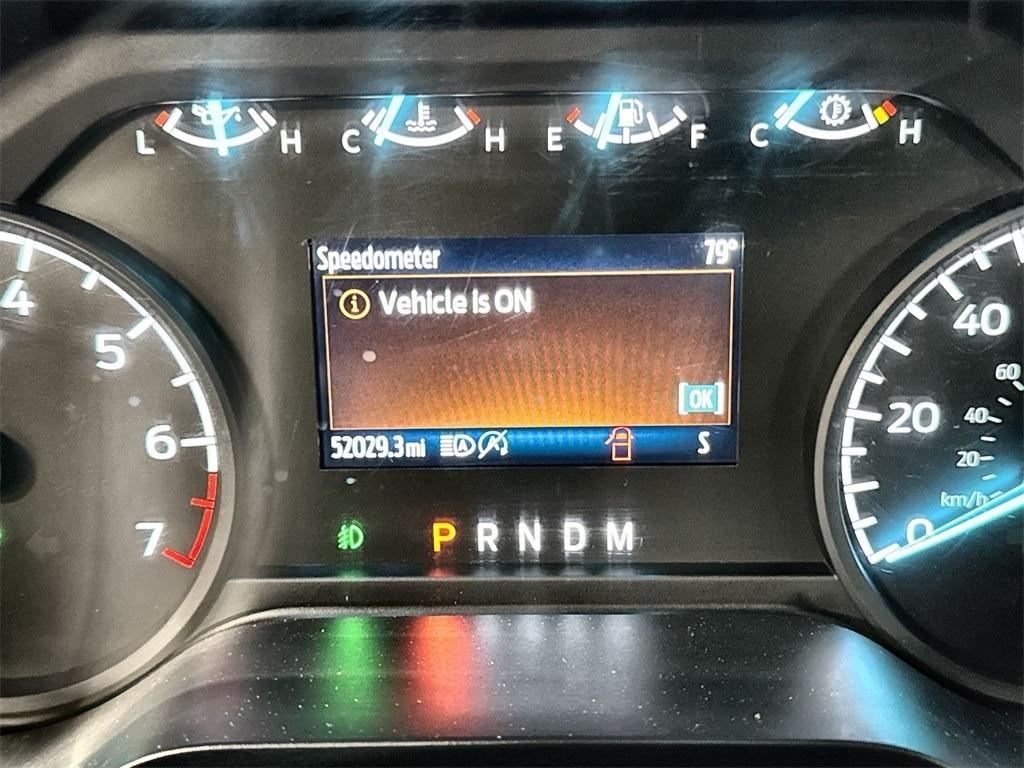 L H C H E F C H
Speedometer 79°
Vehicle is ON
OK
52029.3 mi A A S
P R N D M
4
5
6
7
40
20
0
60
40
20
km/h